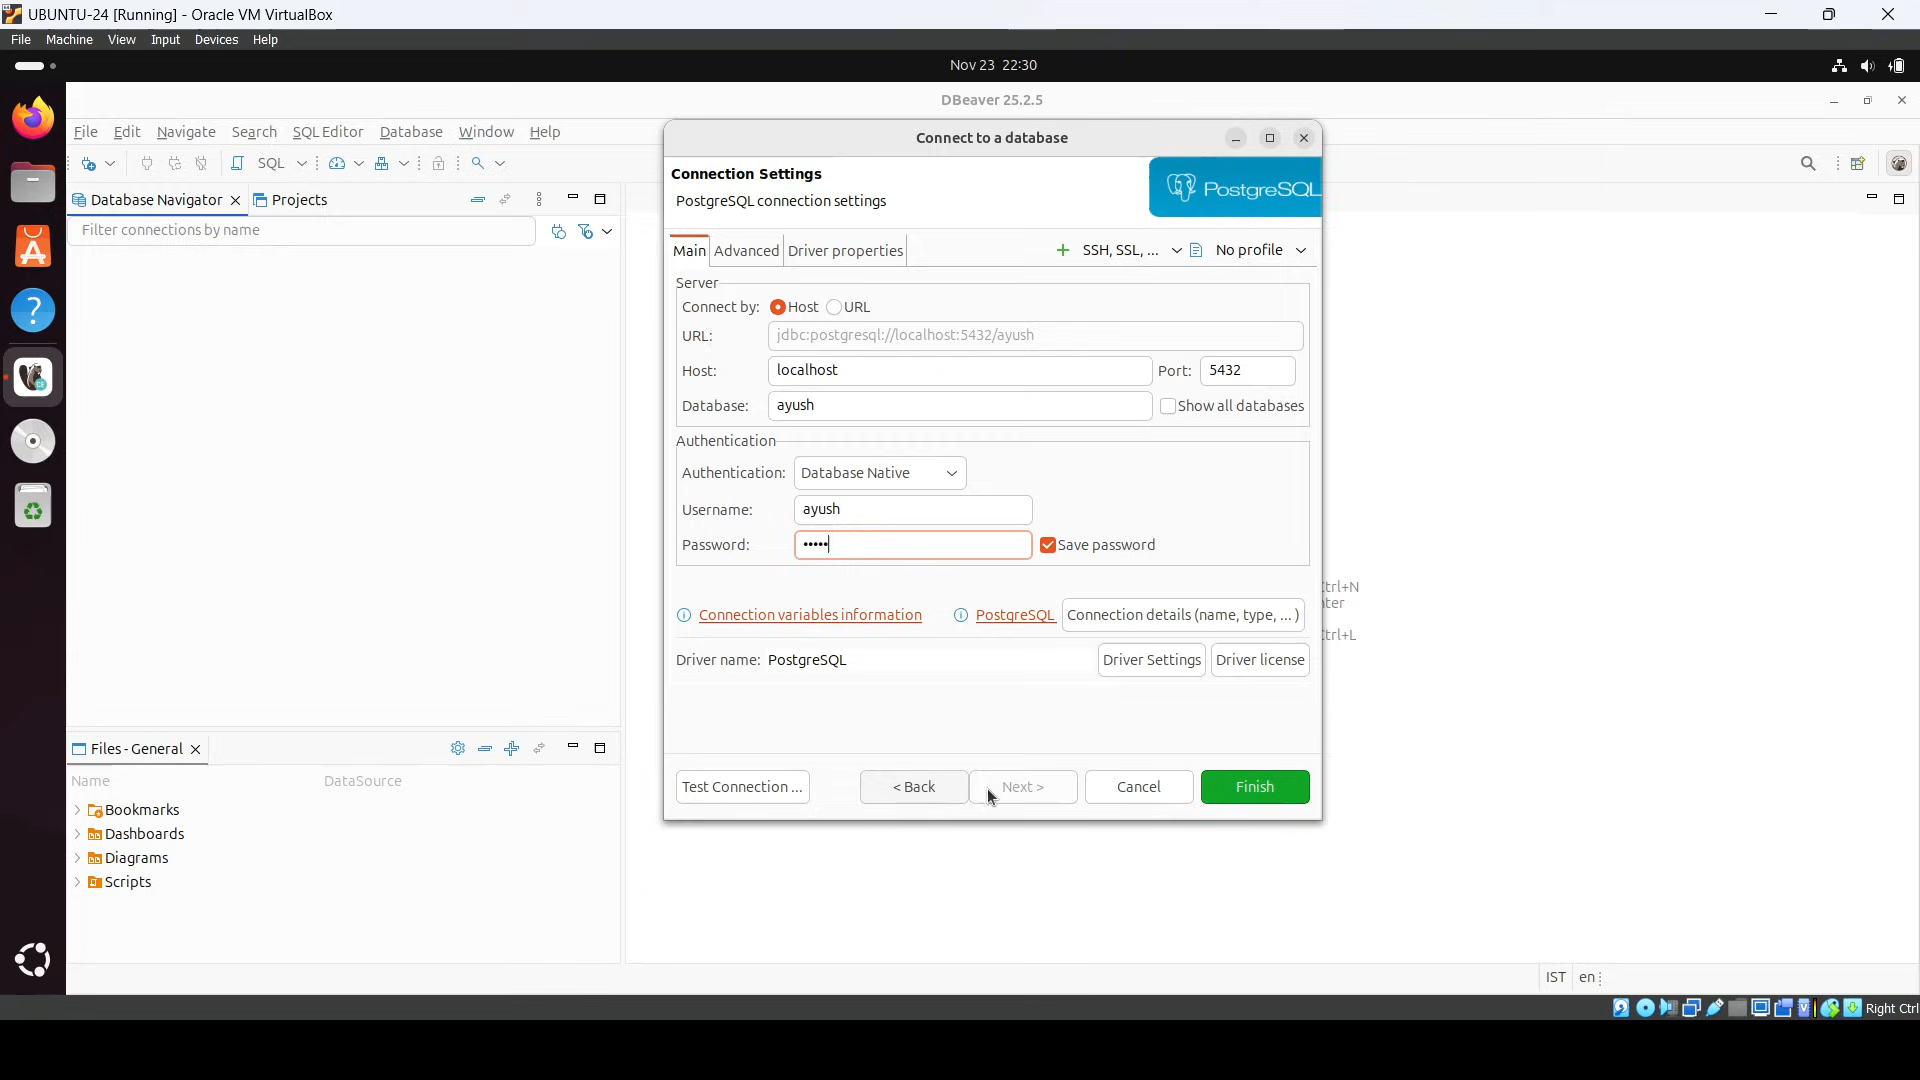 UBUNTU-24 [Running] - Oracle VM VirtualBox
File Machine View Input Devices Help
Nov 23 22:30
DBeaver 25.2.5
File Edit Navigate Search SQL Editor Database Window Help
SQL
Database Navigator Projects
Filter connections by name
Connect to a database
Connection Settings
PostgreSQL connection settings
PostgreSQL
Main Advanced Driver properties SSH, SSL, ... No profile
Server
Connect by: Host URL
URL: jdbc:postgresql://localhost:5432/ayush
Host: localhost Port: 5432
Database: ayush Show all databases
Authentication
Authentication: Database Native
Username: ayush
Password: ••••• Save password
Connection variables information PostgreSQL Connection details (name, type, ... )
Driver name: PostgreSQL Driver Settings Driver license
Test Connection ... < Back Next > Cancel Finish
Ctrl+N
Ctrl+L
Files - General
Name DataSource
Bookmarks
Dashboards
Diagrams
Scripts
IST en
Right Ctrl